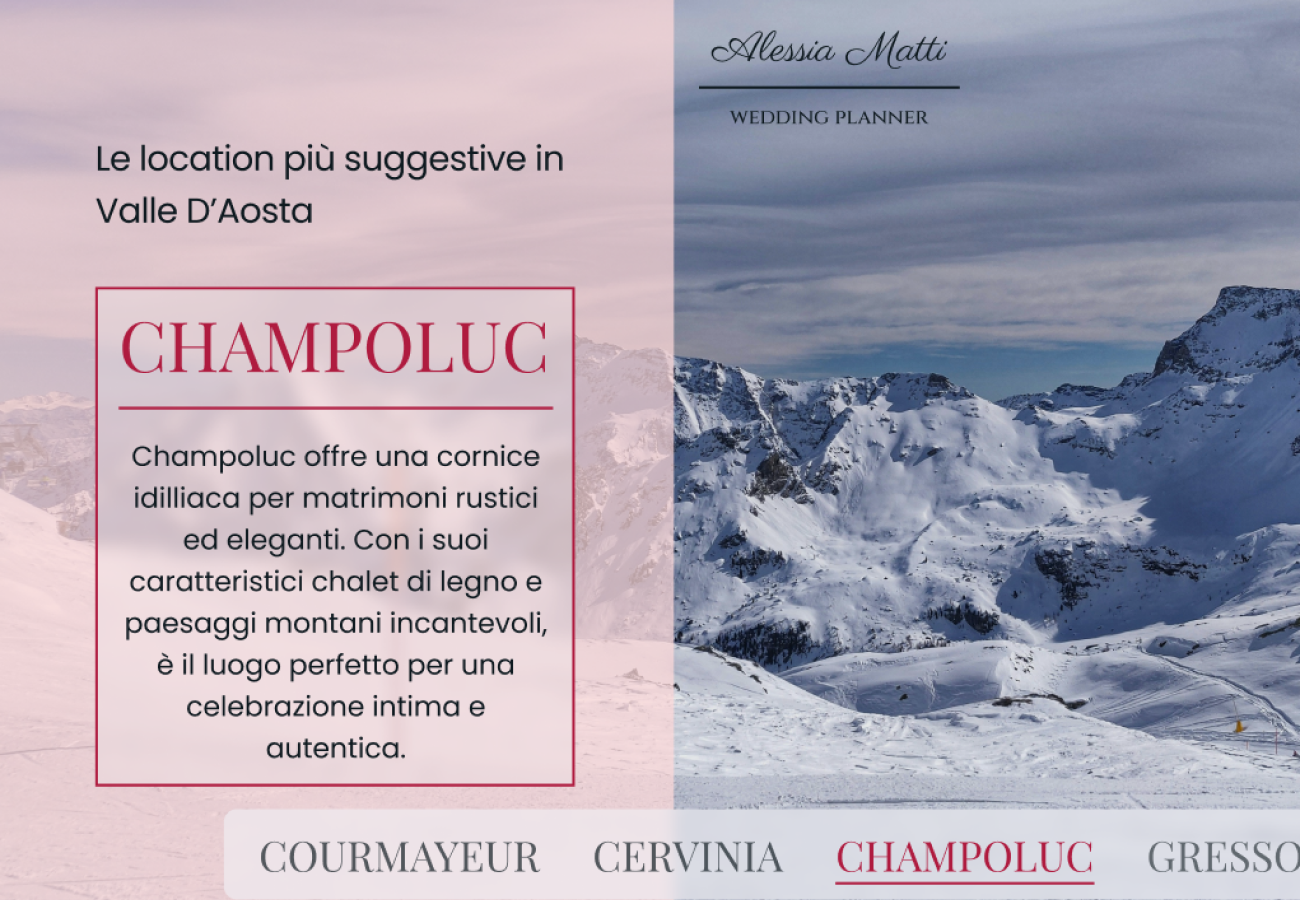 Alessia Matti
WEDDING PLANNER
Le location più suggestive in
Valle D’Aosta
CHAMPOLUC
Champoluc offre una cornice
idilliaca per matrimoni rustici
ed eleganti. Con i suoi
caratteristici chalet di legno e
paesaggi montani incantevoli,
è il luogo perfetto per una
celebrazione intima e
autentica.
COURMAYEUR CERVINIA CHAMPOLUC GRESSO